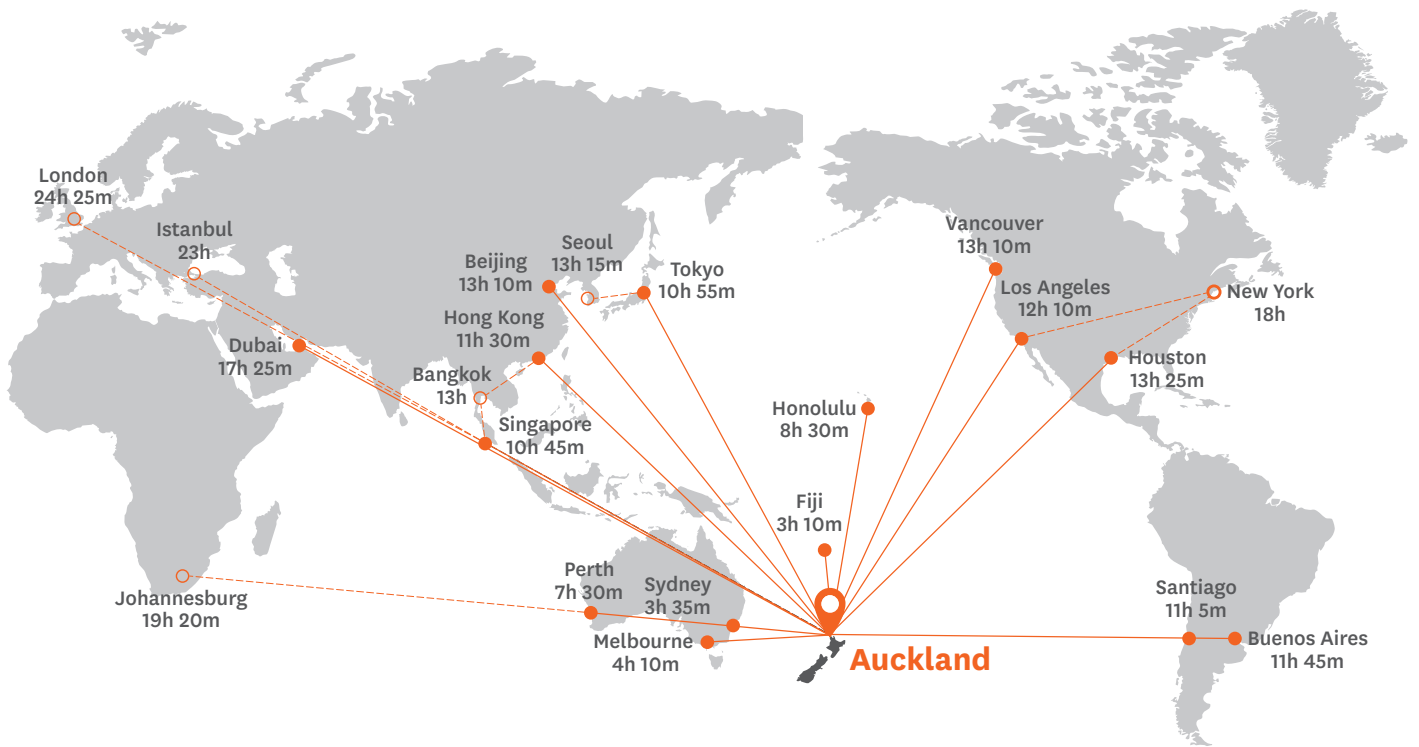 London
24h 25m
Istanbul
23h
Dubai
17h 25m
Beijing
13h 10m
Seoul
13h 15m
Tokyo
10h 55m
Hong Kong
11h 30m
Bangkok
13h
Singapore
10h 45m
Vancouver
13h 10m
Los Angeles
12h 10m
New York
18h
Houston
13h 25m
Honolulu
8h 30m
Fiji
3h 10m
Johannesburg
19h 20m
Perth
7h 30m
Sydney
3h 35m
Melbourne
4h 10m
Auckland
Santiago
11h 5m
Buenos Aires
11h 45m